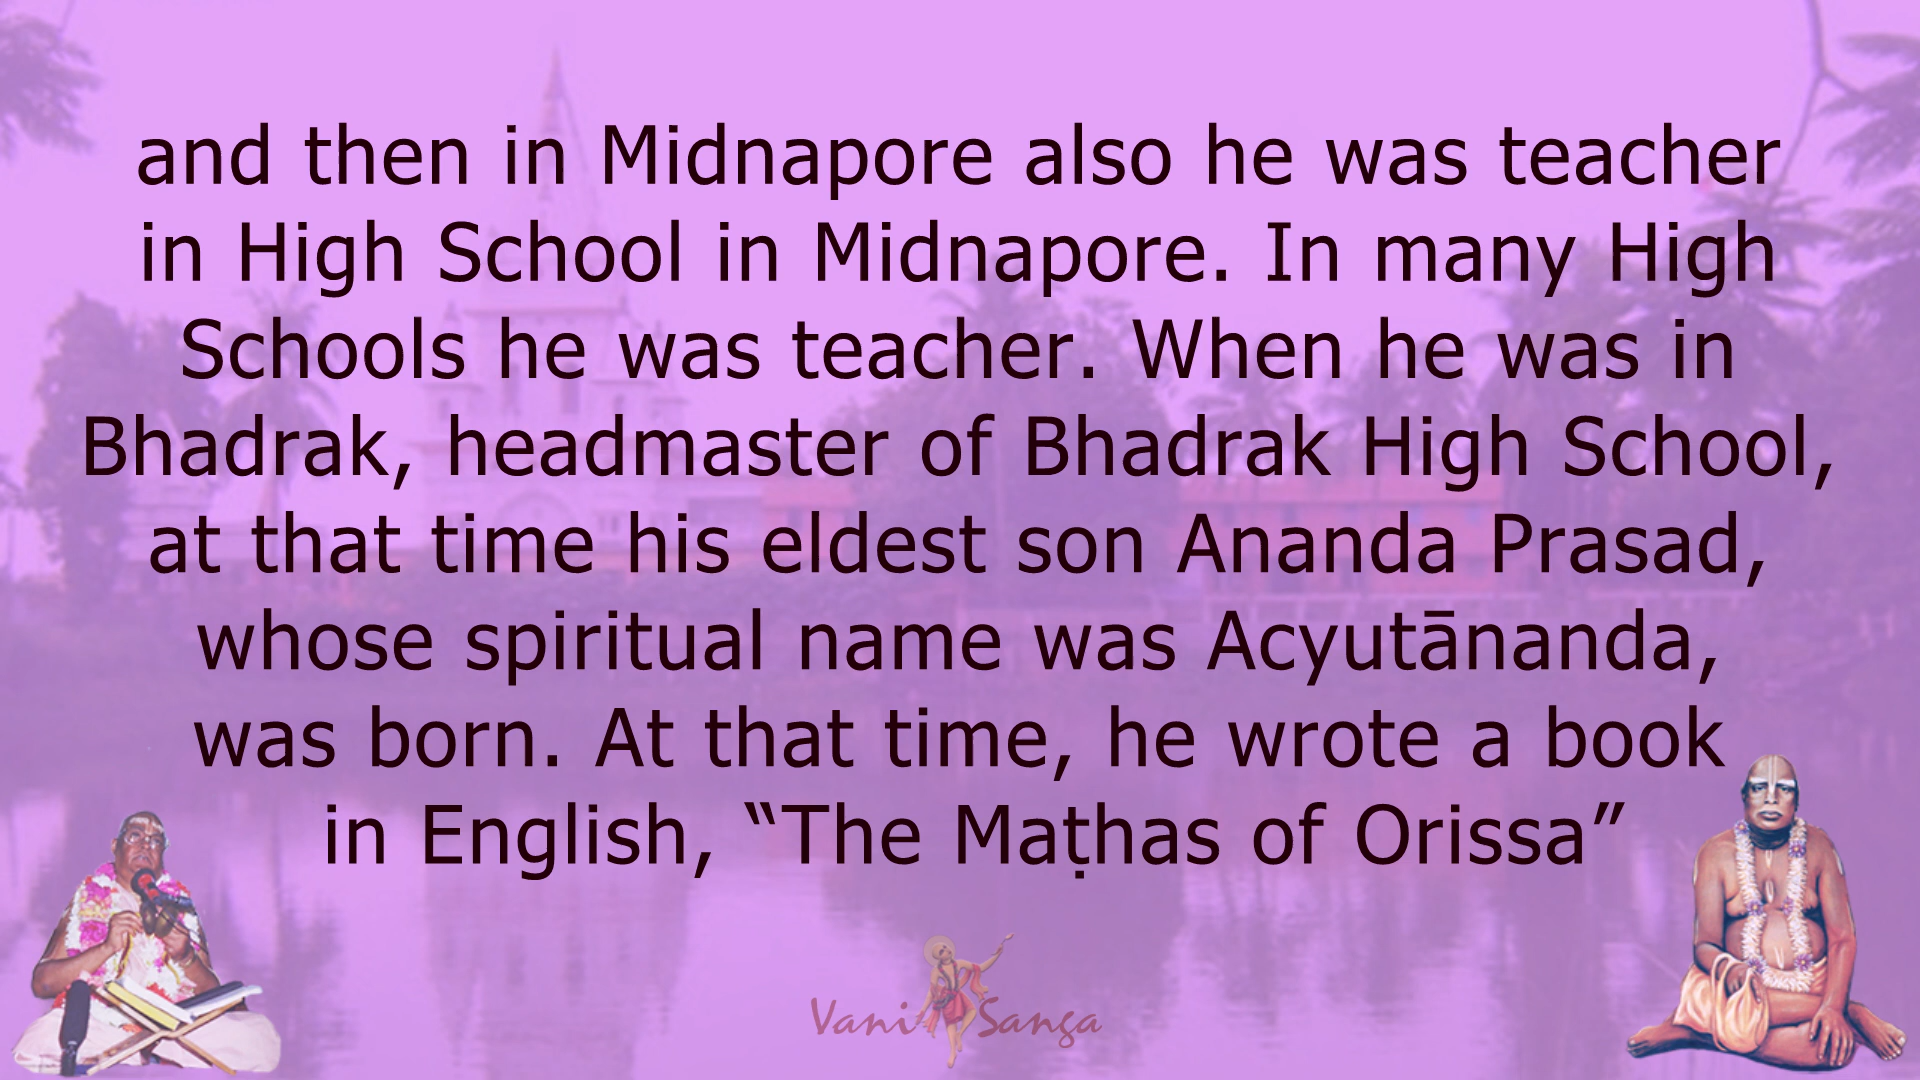 and then in Midnapore also he was teacher
in High School in Midnapore. In many High
Schools he was teacher. When he was in
Bhadrak, headmaster of Bhadrak High School,
at that time his eldest son Ananda Prasad,
whose spiritual name was Acyutānanda,
was born. At that time, he wrote a book
in English, “The Maṭhas of Orissa”
Vani Sanga